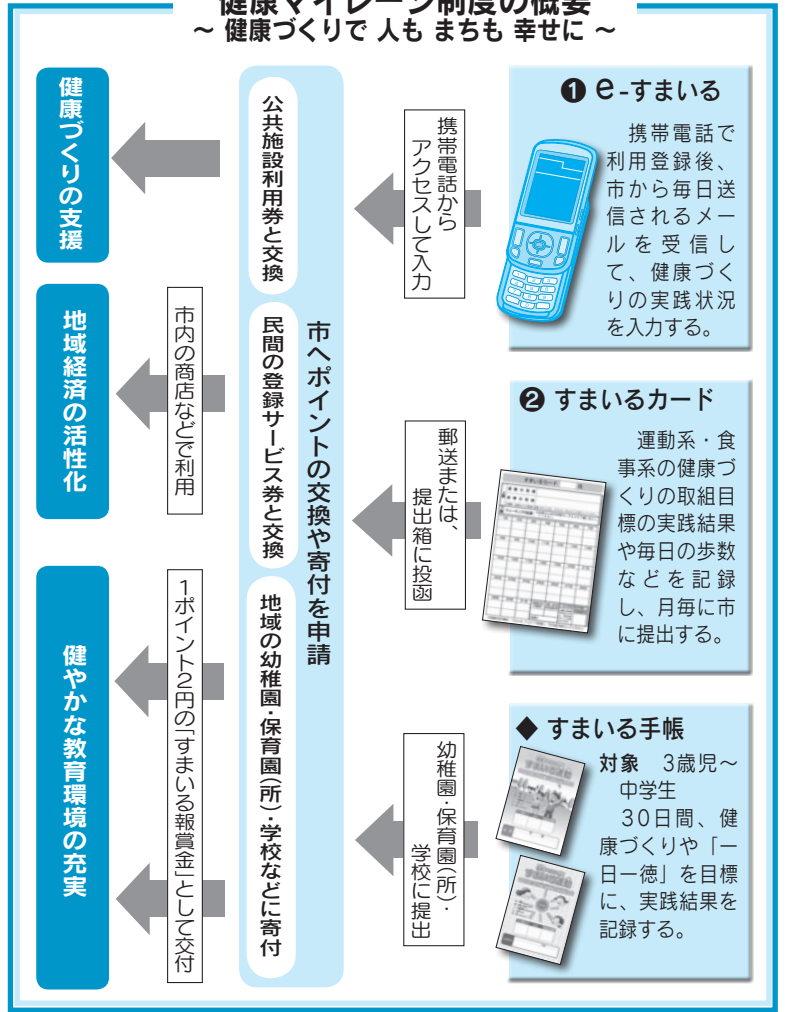 健康マイレージ制度の概要
～ 健康づくりで 人も まちも 幸せに ～
❶ e-すまいる
携帯電話で
利用登録後、
市から毎日送
信されるメー
ルを受信し
て、健康づく
りの実践状況
を入力する。
携帯電話から
アクセスして入力
❷ すまいるカード
運動系・食
事系の健康づ
くりの取組目
標の実践結果
や毎日の歩数
などを記録
し、月毎に市
に提出する。
郵送または、
提出箱に投函
◆ すまいる手帳
対象 3歳児～
中学生
30日間、健
康づくりや「一
日一徳」を目標
に、実践結果を
記録する。
幼稚園・保育園(所)・
学校に提出
市へポイントの交換や寄付を申請
公共施設利用券と交換
民間の登録サービス券と交換
地域の幼稚園・保育園(所)・学校などに寄付
市内の商店などで利用
1ポイント2円の「すまいる報賞金」として交付
健康づくりの支援
地域経済の活性化
健やかな教育環境の充実